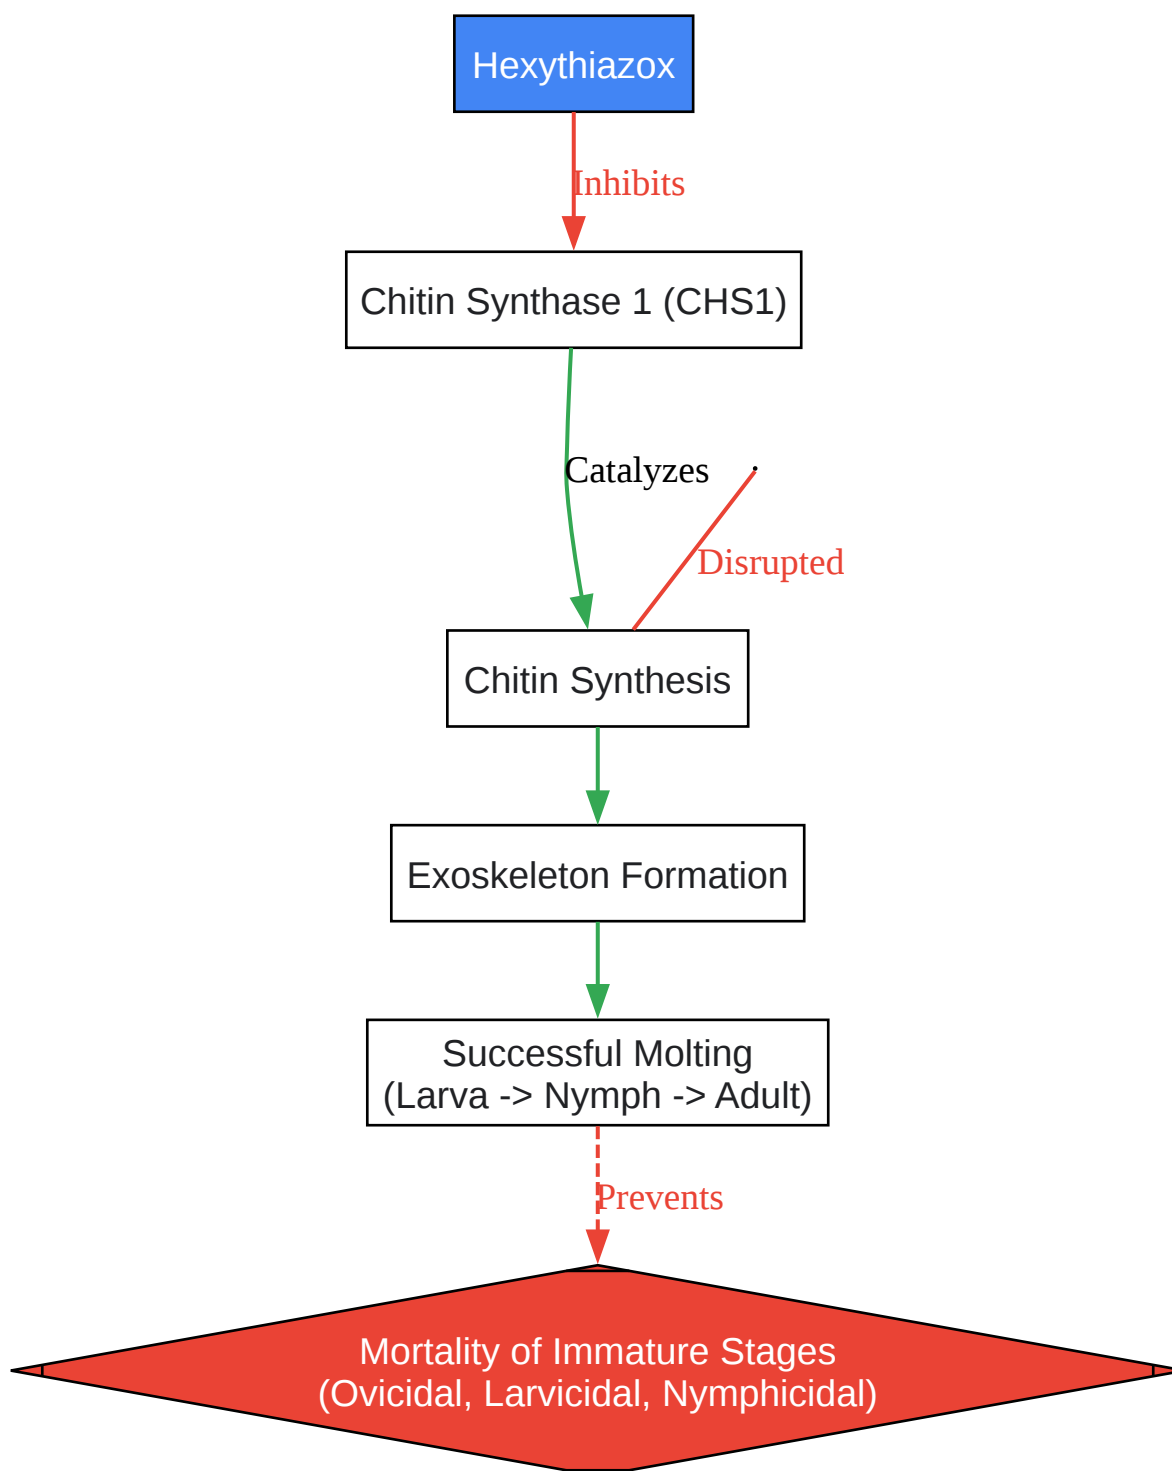 Hexythiazox
Inhibits
Chitin Synthase 1 (CHS1)
Catalyzes
Disrupted
Chitin Synthesis
Exoskeleton Formation
Successful Molting
(Larva -> Nymph -> Adult)
Prevents
Mortality of Immature Stages
(Ovicidal, Larvicidal, Nymphicidal)